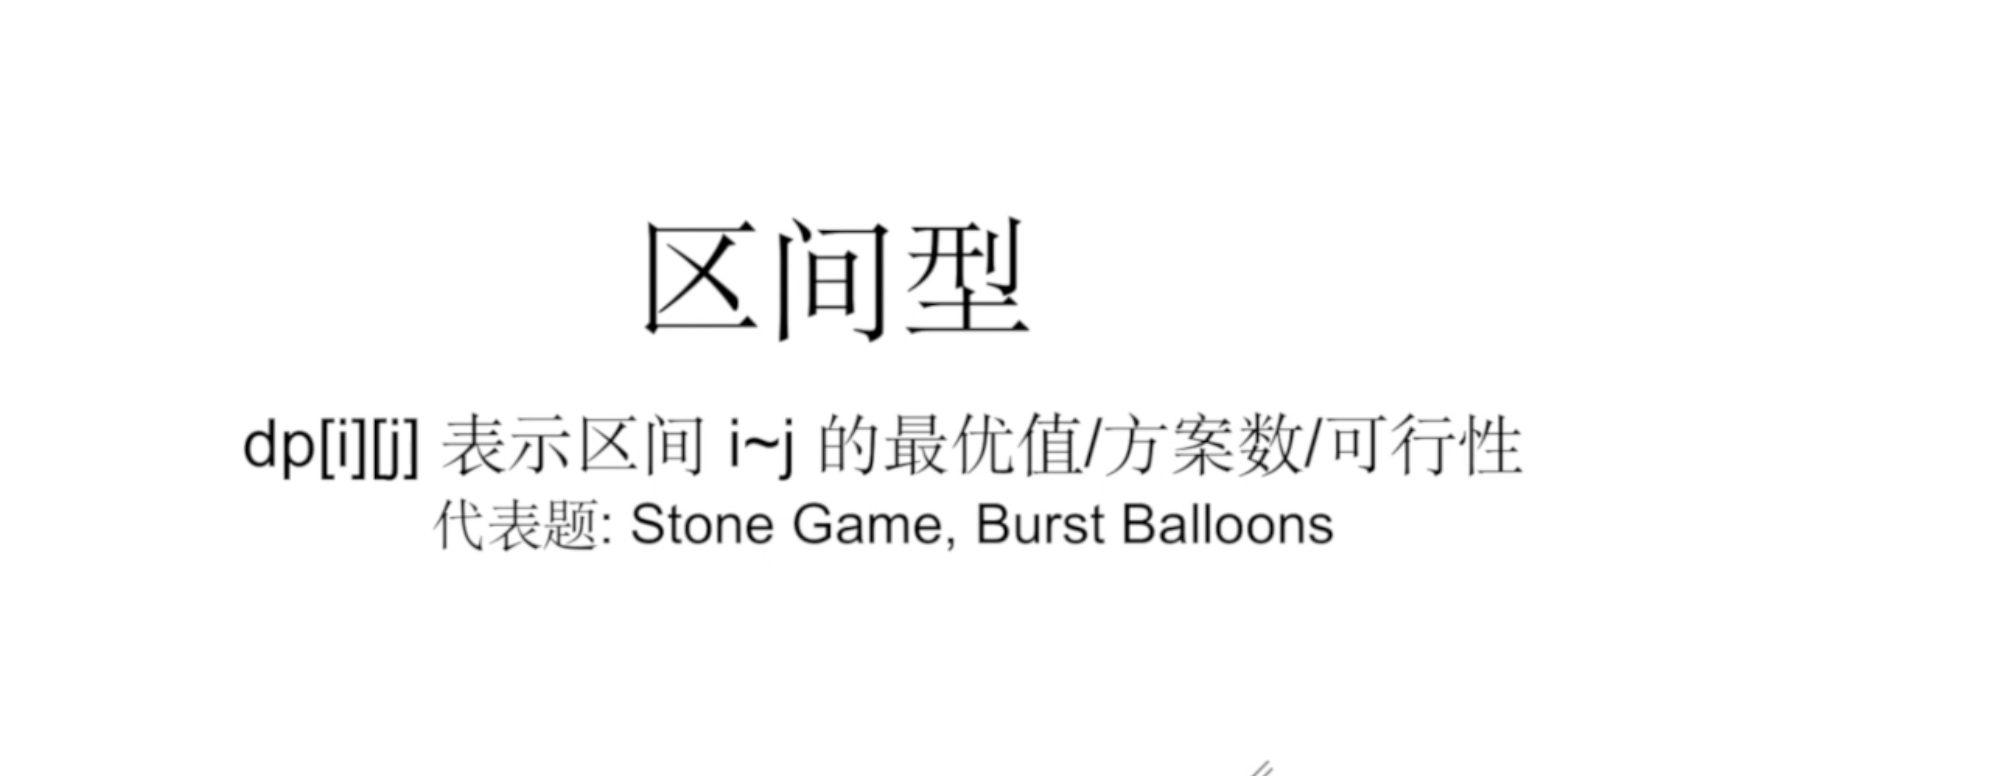 区间型
dp[i][j] 表示区间 i~j 的最优值/方案数/可行性
代表题: Stone Game, Burst Balloons